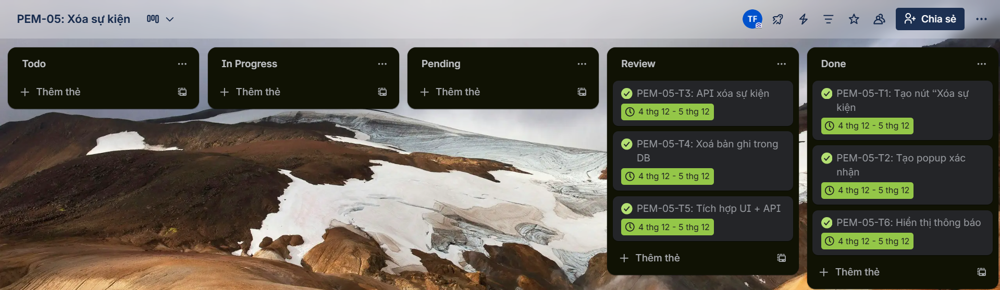 PEM-05: Xóa sự kiện
TF
Chia sẻ
Todo
Thêm thẻ
In Progress
Thêm thẻ
Pending
Thêm thẻ
Review
PEM-05-T3: API xóa sự kiện
4 thg 12 - 5 thg 12
PEM-05-T4: Xoá bản ghi trong
DB
4 thg 12 - 5 thg 12
PEM-05-T5: Tích hợp UI + API
4 thg 12 - 5 thg 12
Thêm thẻ
Done
PEM-05-T1: Tạo nút “Xóa sự
kiện
4 thg 12 - 5 thg 12
PEM-05-T2: Tạo popup xác
nhận
4 thg 12 - 5 thg 12
PEM-05-T6: Hiển thị thông báo
4 thg 12 - 5 thg 12
Thêm thẻ